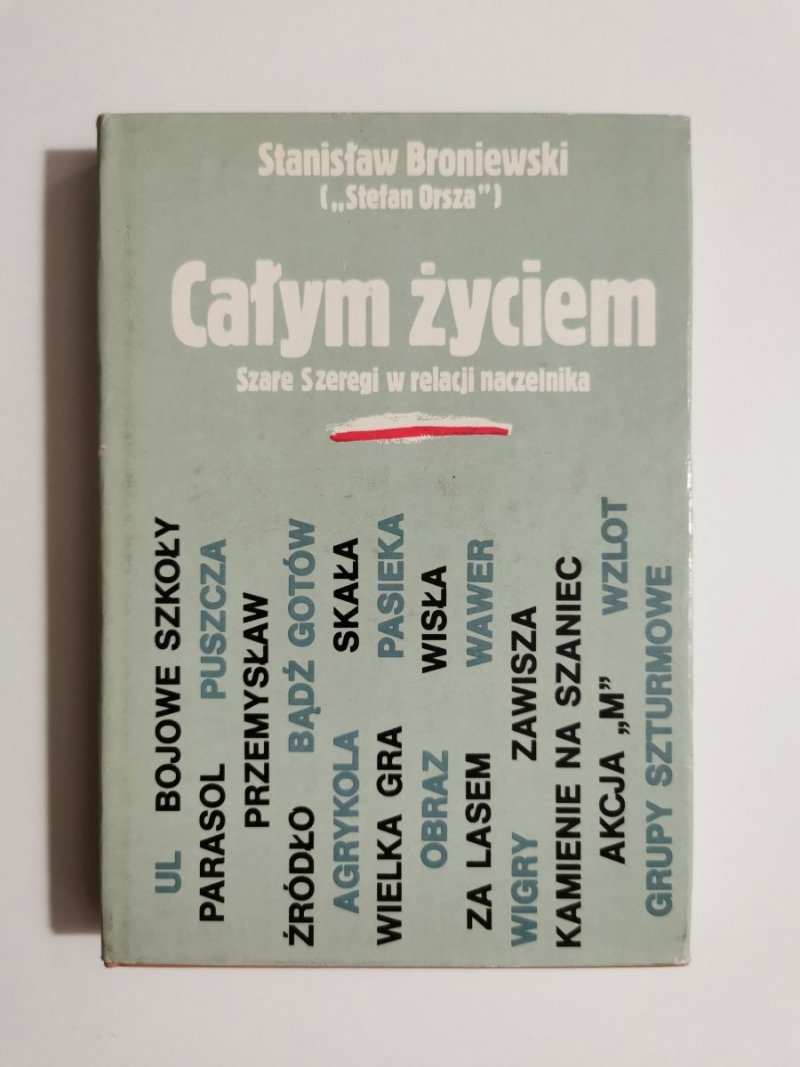 Stanisław Broniewski
(„Stefan Orsza”)
Całym życiem
Szare Szeregi w relacji naczelnika
UL BOJOWE SZKOŁY
PARASOL PUSZCZA
PRZEMYSŁAW
ŹRÓDŁO BĄDŹ GOTÓW
AGRYKOLA SKAŁA
WIELKA GRA PASIEKA
OBRAZ WISŁA
ZA LASEM WAWER
WIGRY ZAWISZA
KAMIENIE NA SZANIEC
AKCJA „M” WZLOT
GRUPY SZTURMOWE